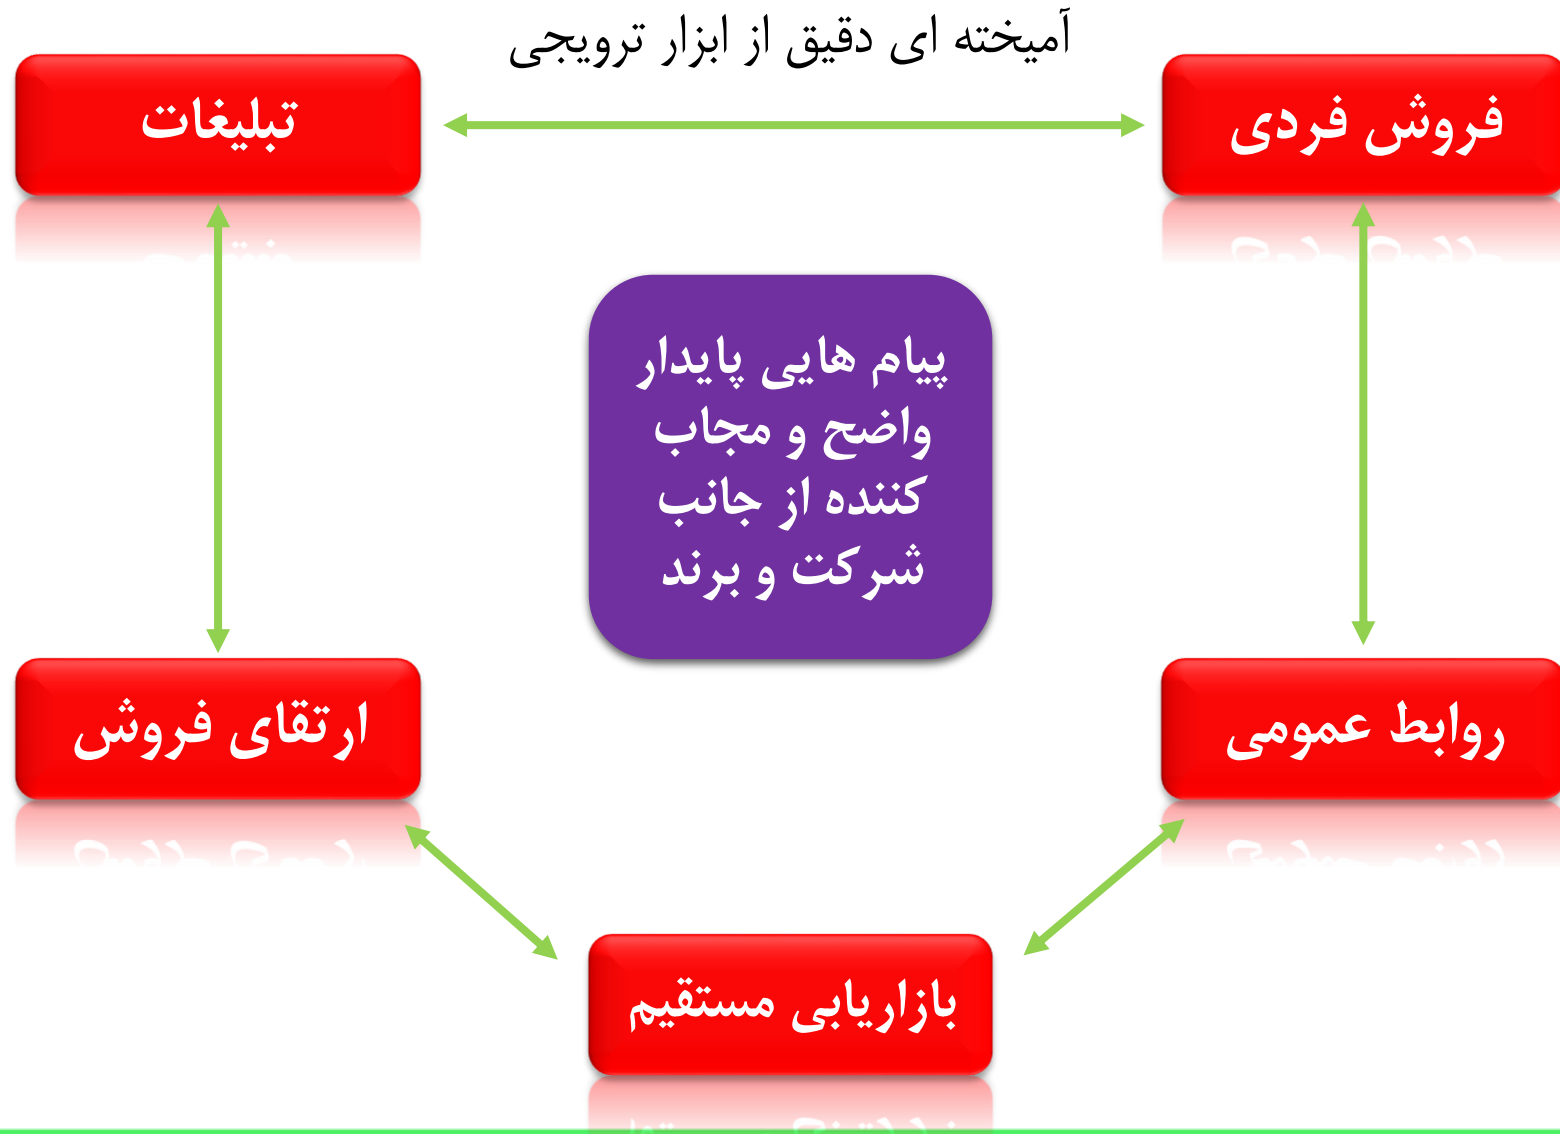 آمیخته ای دقیق از ابزار ترویجی
فروش فردی
تبلیغات
پیام هایی پایدار
واضح و مجاب
کننده از جانب
شرکت و برند
روابط عمومی
ارتقای فروش
بازاریابی مستقیم